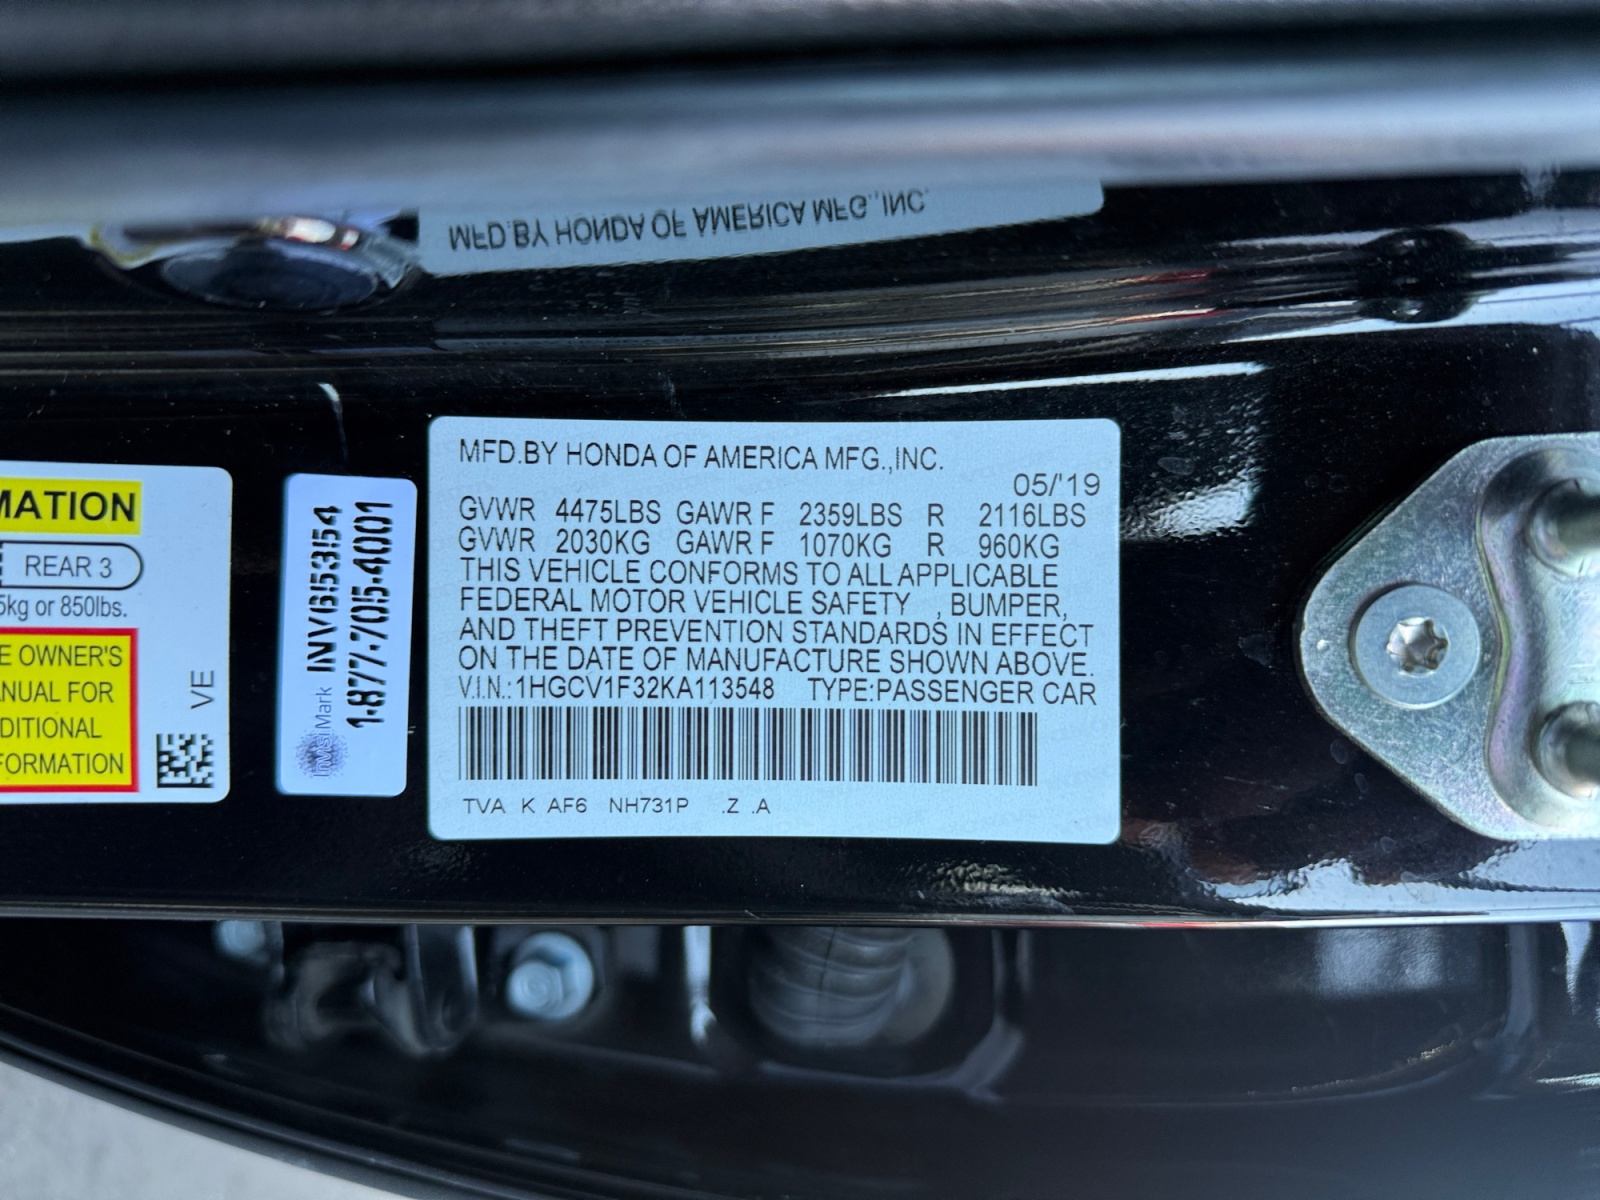 MFD.BY HONDA OF AMERICA MFG.,INC.
MATION
REAR 3
5kg or 850lbs.
E OWNER'S
ANUAL FOR
DITIONAL
FORMATION
VE
InvisiMark
INV65354
1-877-705-4001
MFD.BY HONDA OF AMERICA MFG.,INC.
05/'19
GVWR 4475LBS GAWR F 2359LBS R 2116LBS
GVWR 2030KG GAWR F 1070KG R 960KG
THIS VEHICLE CONFORMS TO ALL APPLICABLE
FEDERAL MOTOR VEHICLE SAFETY , BUMPER,
AND THEFT PREVENTION STANDARDS IN EFFECT
ON THE DATE OF MANUFACTURE SHOWN ABOVE.
V.I.N.:1HGCV1F32KA113548 TYPE:PASSENGER CAR
TVA K AF6 NH731P .Z .A